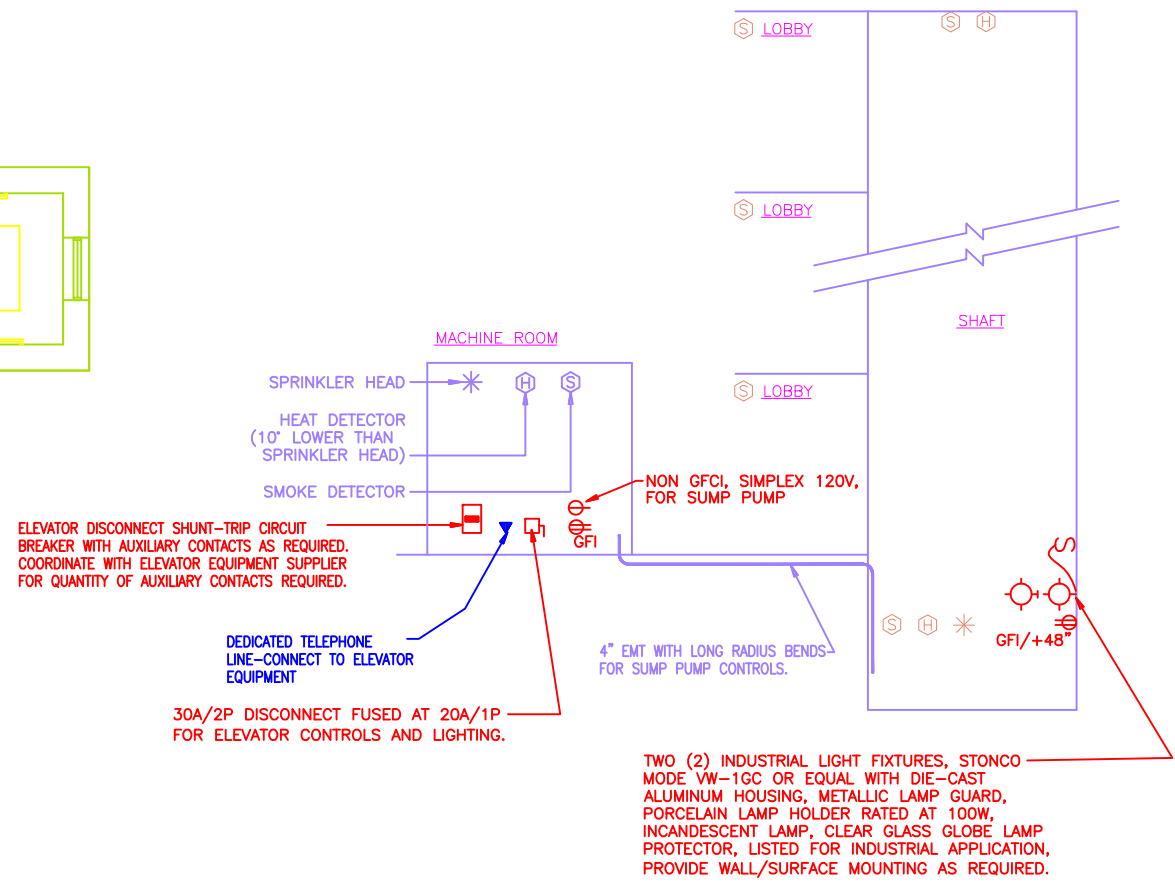 S LOBBY
S H
S LOBBY
SHAFT
MACHINE ROOM
SPRINKLER HEAD
H S
S LOBBY
HEAT DETECTOR
(10" LOWER THAN
SPRINKLER HEAD)
SMOKE DETECTOR
NON GFCI, SIMPLEX 120V,
FOR SUMP PUMP
GFI
ELEVATOR DISCONNECT SHUNT-TRIP CIRCUIT
BREAKER WITH AUXILIARY CONTACTS AS REQUIRED.
COORDINATE WITH ELEVATOR EQUIPMENT SUPPLIER
FOR QUANTITY OF AUXILIARY CONTACTS REQUIRED.
S
S H
GFI/+48"
DEDICATED TELEPHONE
LINE-CONNECT TO ELEVATOR
EQUIPMENT
4" EMT WITH LONG RADIUS BENDS
FOR SUMP PUMP CONTROLS.
30A/2P DISCONNECT FUSED AT 20A/1P
FOR ELEVATOR CONTROLS AND LIGHTING.
TWO (2) INDUSTRIAL LIGHT FIXTURES, STONCO
MODE VW-1GC OR EQUAL WITH DIE-CAST
ALUMINUM HOUSING, METALLIC LAMP GUARD,
PORCELAIN LAMP HOLDER RATED AT 100W,
INCANDESCENT LAMP, CLEAR GLASS GLOBE LAMP
PROTECTOR, LISTED FOR INDUSTRIAL APPLICATION,
PROVIDE WALL/SURFACE MOUNTING AS REQUIRED.